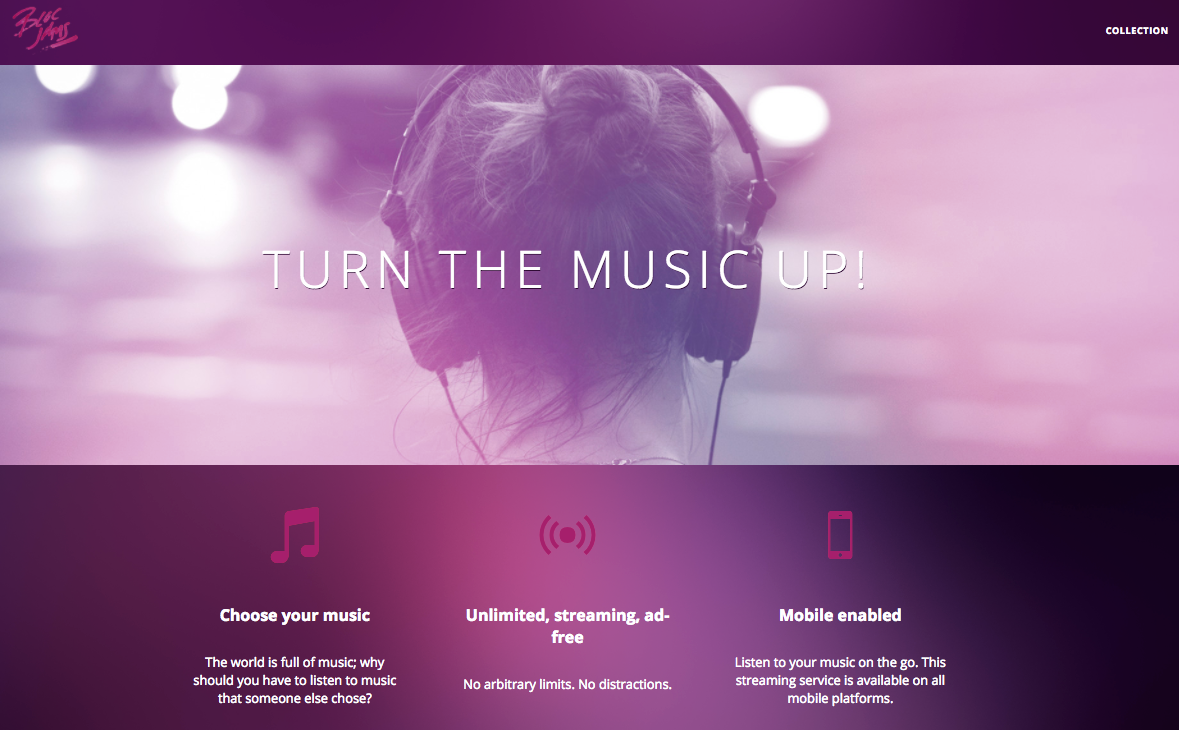 BLOC
JAMS
COLLECTION
TURN THE MUSIC UP!
Choose your music
The world is full of music; why
should you have to listen to music
that someone else chose?
Unlimited, streaming, ad-
free
No arbitrary limits. No distractions.
Mobile enabled
Listen to your music on the go. This
streaming service is available on all
mobile platforms.